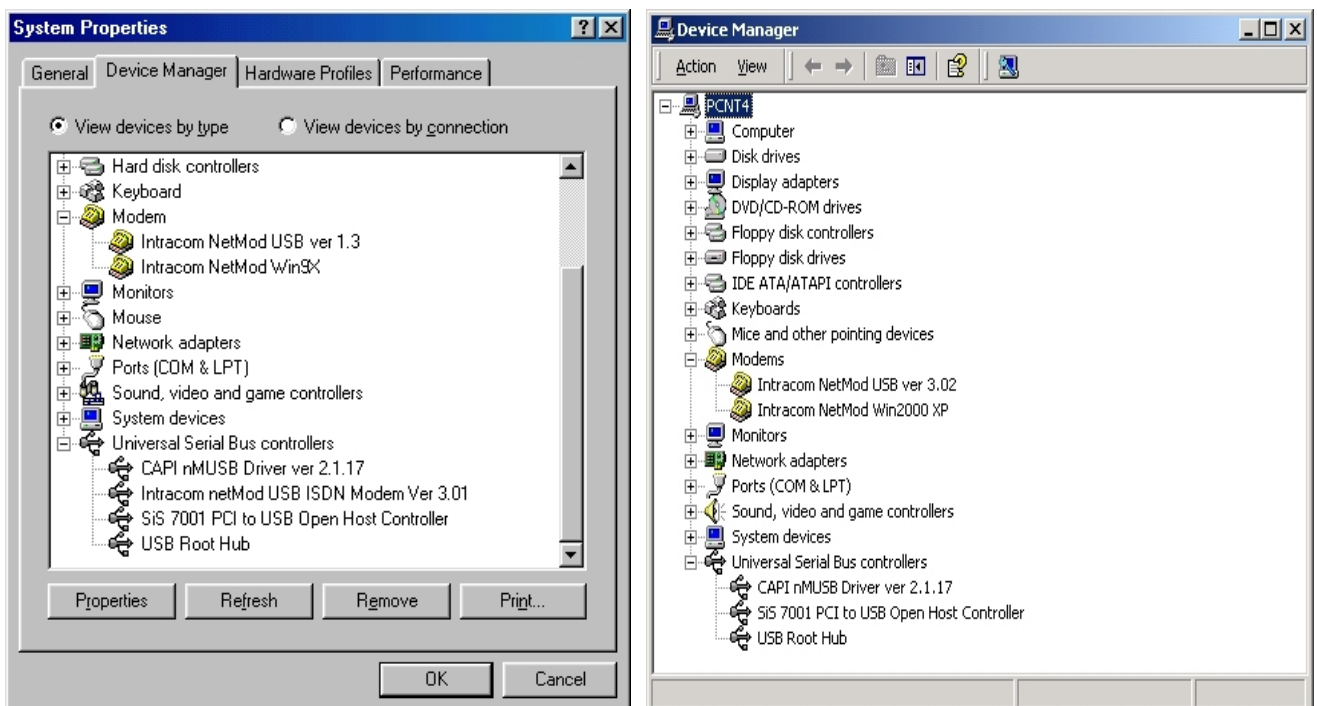 System Properties
General Device Manager Hardware Profiles Performance
View devices by type View devices by connection
Hard disk controllers
Keyboard
Modem
Intracom NetMod USB ver 1.3
Intracom NetMod Win9X
Monitors
Mouse
Network adapters
Ports (COM & LPT)
Sound, video and game controllers
System devices
Universal Serial Bus controllers
CAPI nMUSB Driver ver 2.1.17
Intracom netMod USB ISDN Modem Ver 3.01
SiS 7001 PCI to USB Open Host Controller
USB Root Hub
Properties Refresh Remove Print...
OK Cancel
Device Manager
Action View
PCNT4
Computer
Disk drives
Display adapters
DVD/CD-ROM drives
Floppy disk controllers
Floppy disk drives
IDE ATA/ATAPI controllers
Keyboards
Mice and other pointing devices
Modems
Intracom NetMod USB ver 3.02
Intracom NetMod Win2000 XP
Monitors
Network adapters
Ports (COM & LPT)
Sound, video and game controllers
System devices
Universal Serial Bus controllers
CAPI nMUSB Driver ver 2.1.17
SiS 7001 PCI to USB Open Host Controller
USB Root Hub